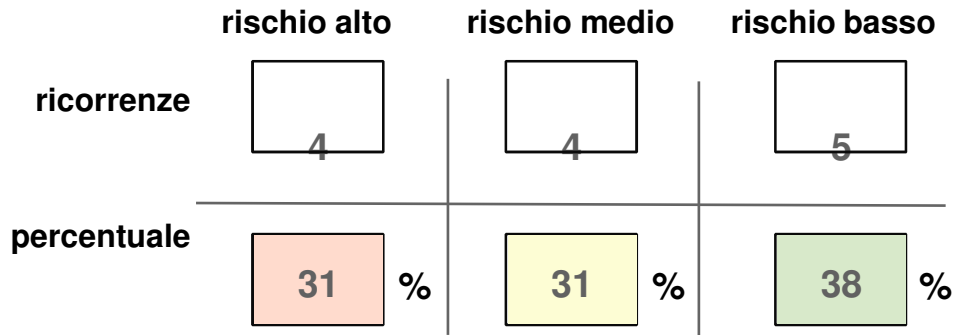 rischio alto rischio medio rischio basso
ricorrenze
4 4 5
percentuale
31 % 31 % 38 %